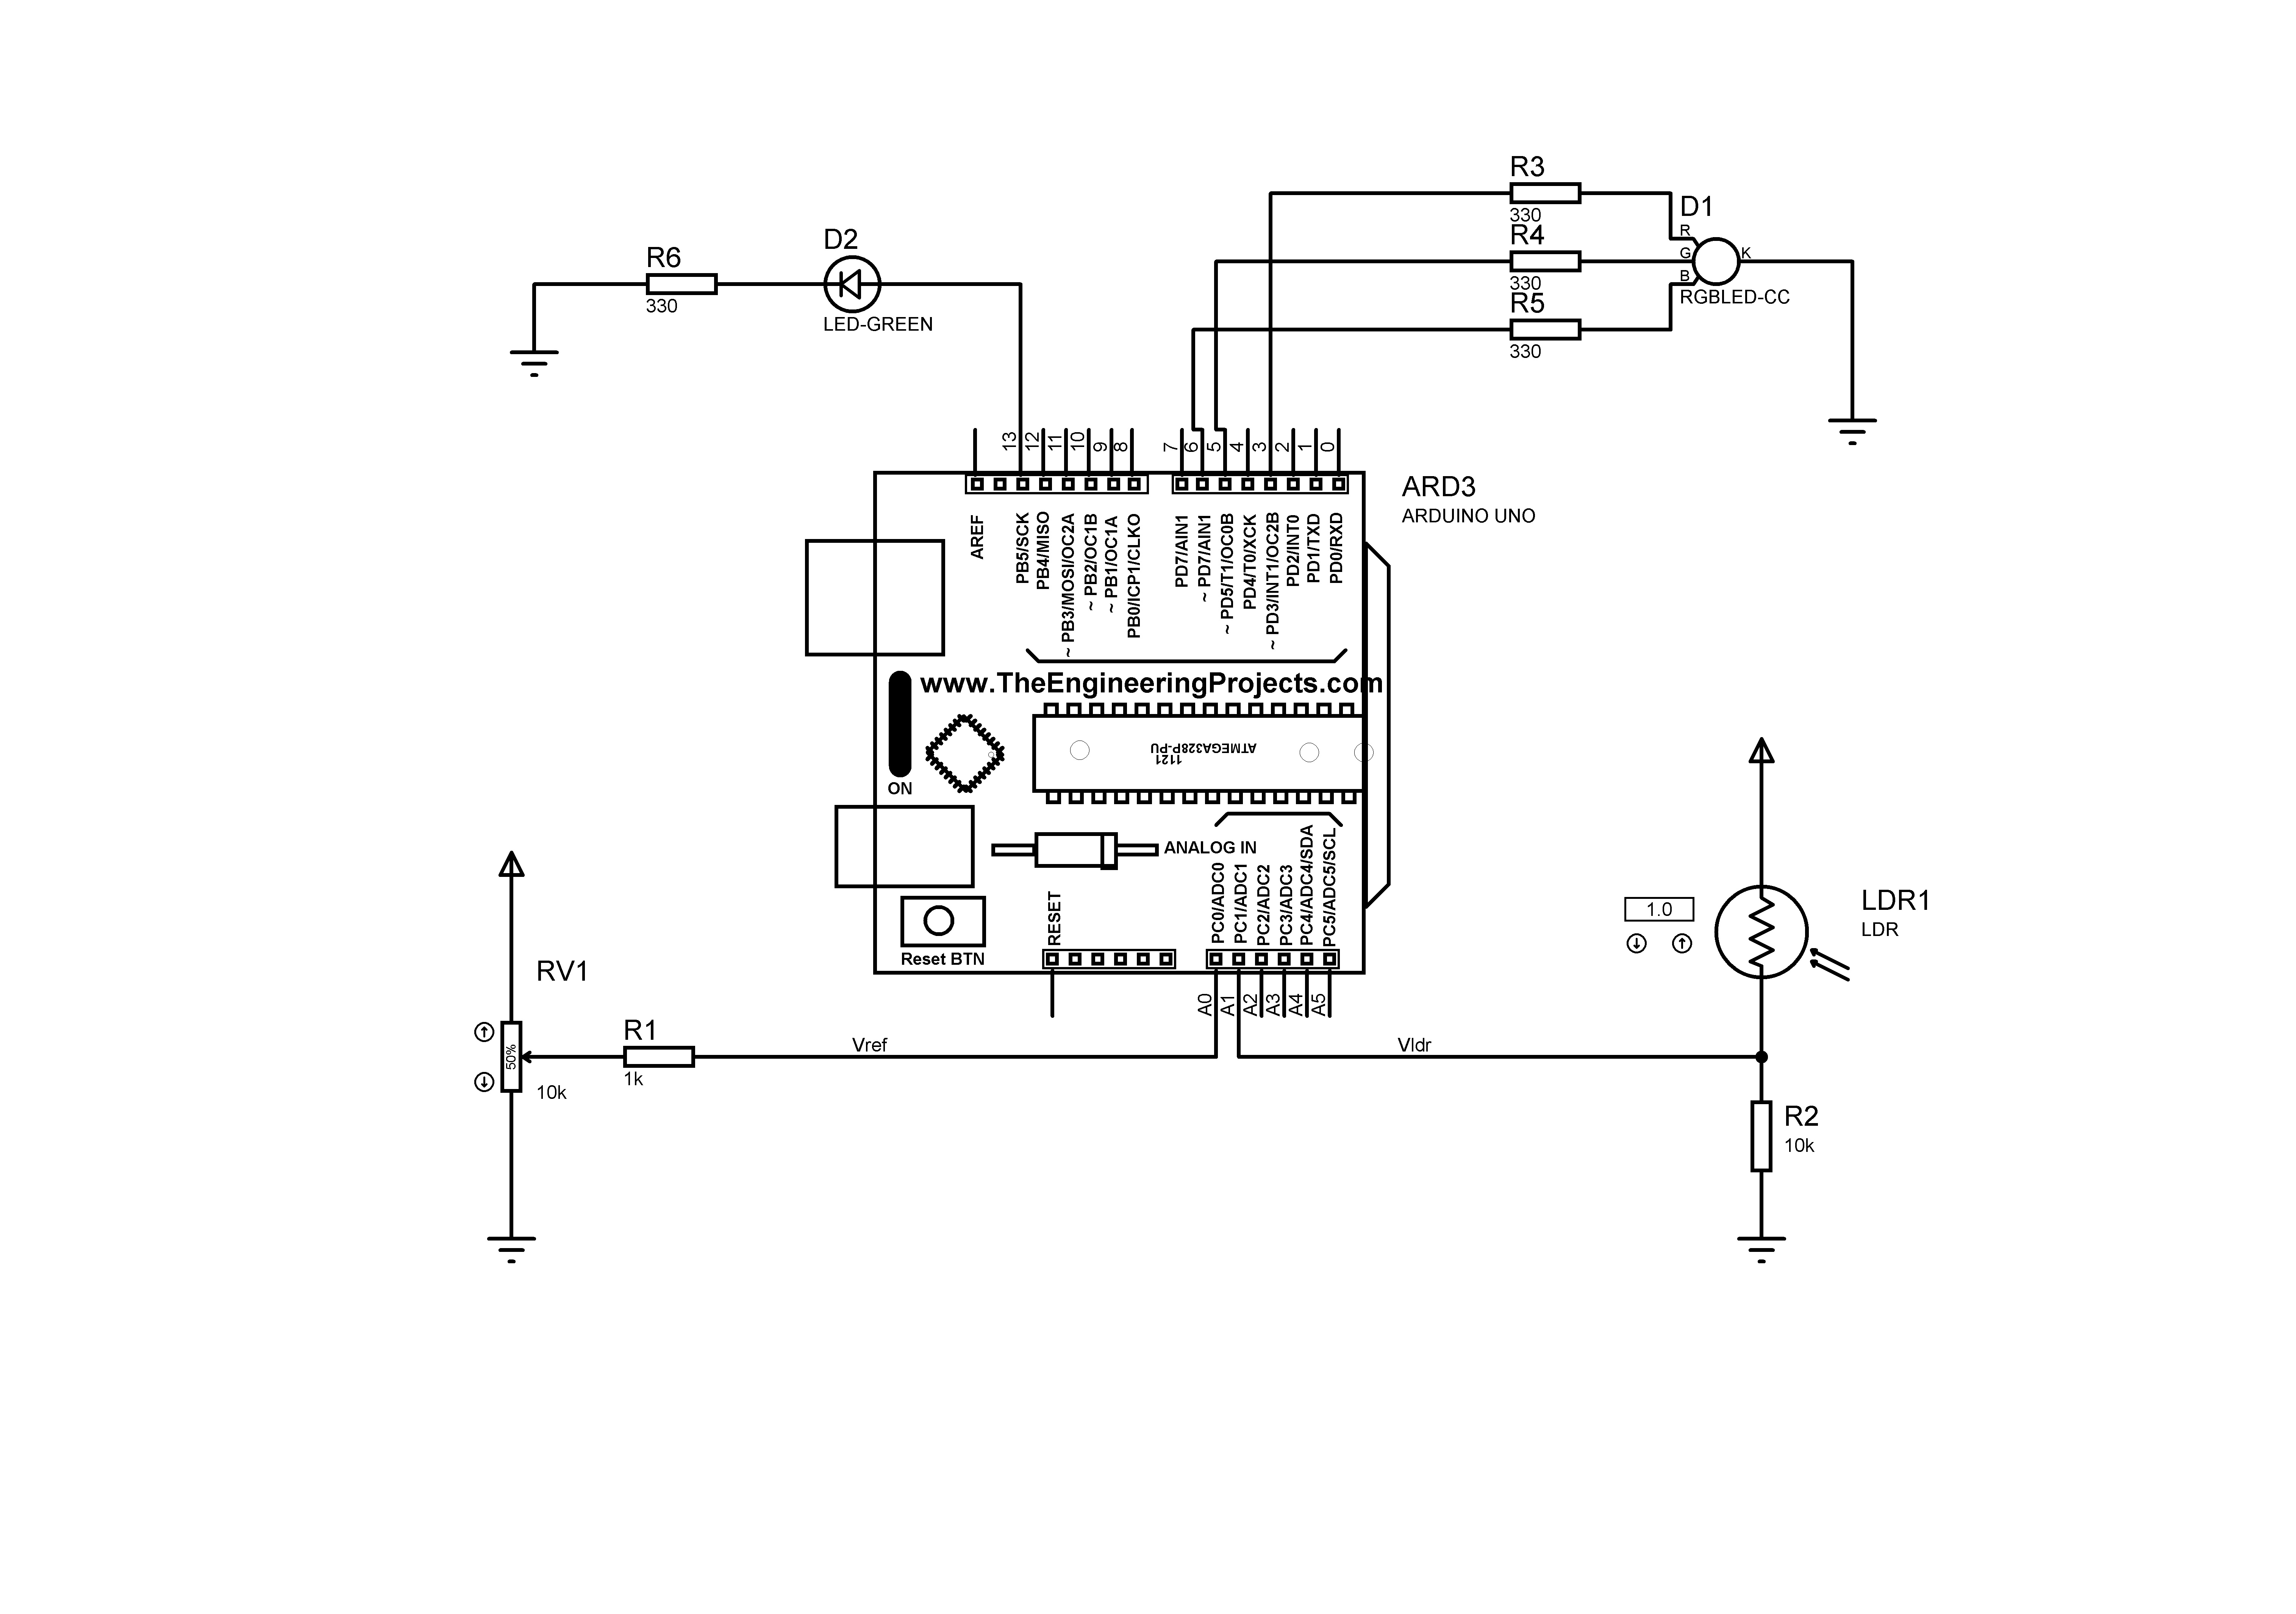 R3
330
D1
R
R4
330
G
K
B
RGBLED-CC
R5
330
D2
LED-GREEN
R6
330
13
12
11
10
9
8
7
6
5
4
3
2
1
0
ARD3
ARDUINO UNO
AREF
PB5/SCK
PB4/MISO
~ PB3/MOSI/OC2A
~ PB2/OC1B
~ PB1/OC1A
PB0/ICP1/CLKO
PD7/AIN1
~ PD7/AIN1
~ PD5/T1/OC0B
PD4/T0/XCK
~ PD3/INT1/OC2B
PD2/INT0
PD1/TXD
PD0/RXD
www.TheEngineeringProjects.com
ATMEGA328P-PU
1121
ON
ANALOG IN
RESET
PC0/ADC0
PC1/ADC1
PC2/ADC2
PC3/ADC3
PC4/ADC4/SDA
PC5/ADC5/SCL
Reset BTN
A0
A1
A2
A3
A4
A5
RV1
50%
10k
R1
1k
Vref
Vldr
1.0
LDR1
LDR
R2
10k